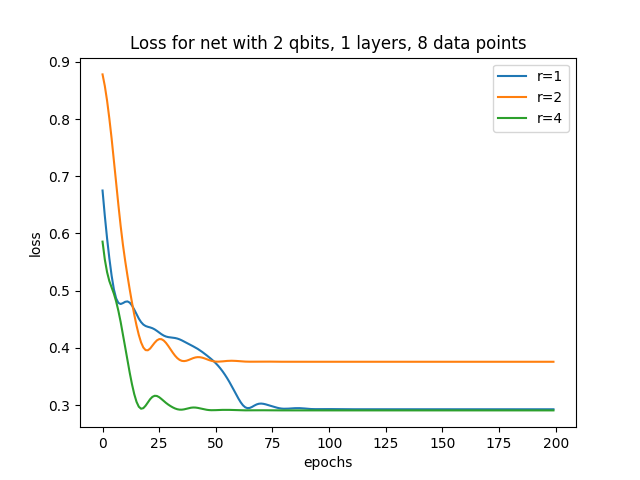 Loss for net with 2 qbits, 1 layers, 8 data points
r=1
r=2
r=4
loss
0.9
0.8
0.7
0.6
0.5
0.4
0.3
0 25 50 75 100 125 150 175 200
epochs